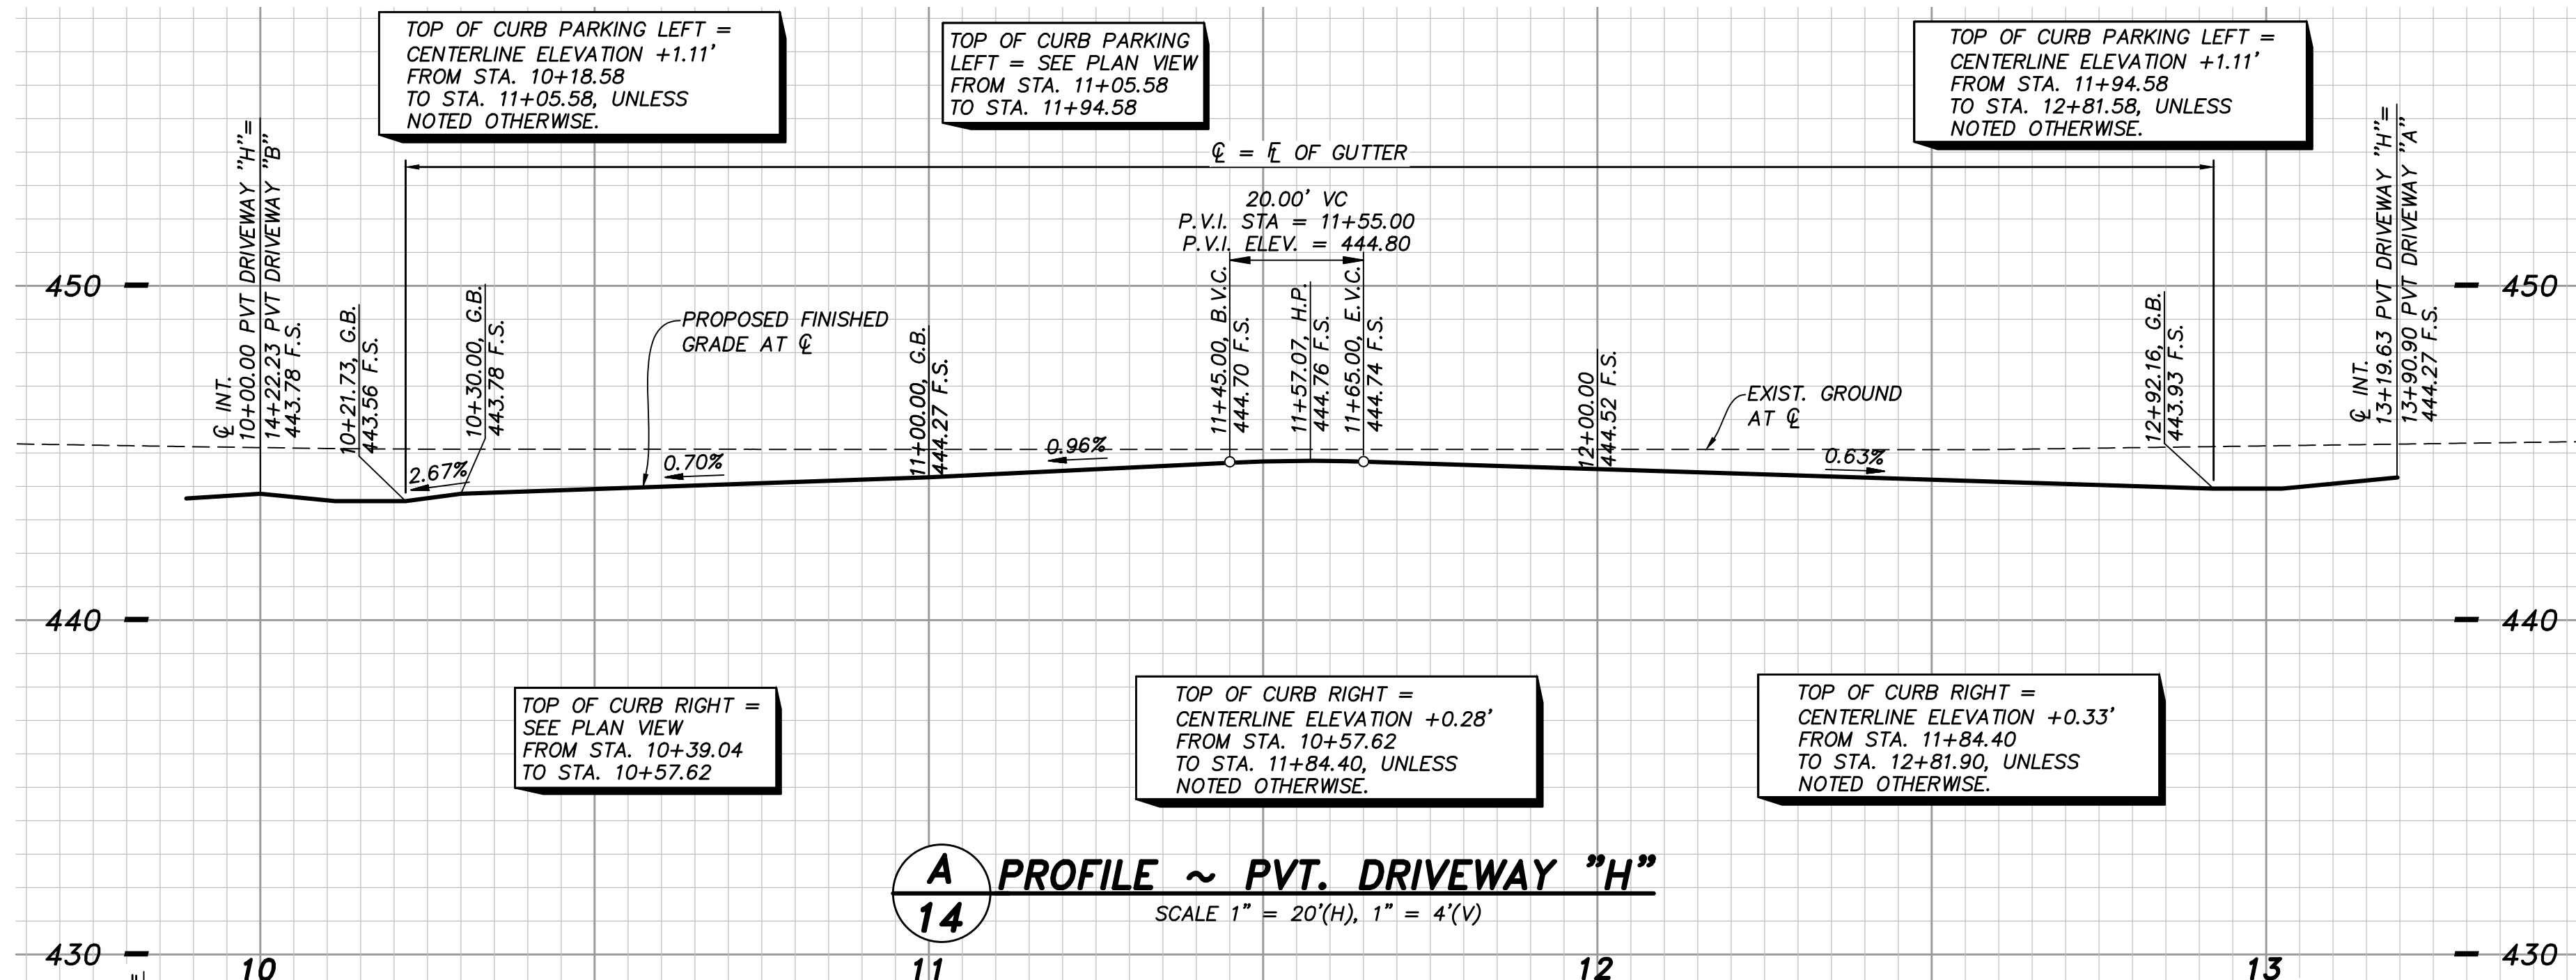 TOP OF CURB PARKING LEFT =
CENTERLINE ELEVATION +1.11'
FROM STA. 10+18.58
TO STA. 11+05.58, UNLESS
NOTED OTHERWISE.
TOP OF CURB PARKING
LEFT = SEE PLAN VIEW
FROM STA. 11+05.58
TO STA. 11+94.58
TOP OF CURB PARKING LEFT =
CENTERLINE ELEVATION +1.11'
FROM STA. 11+94.58
TO STA. 12+81.58, UNLESS
NOTED OTHERWISE.
℄ = FL OF GUTTER
20.00' VC
P.V.I. STA = 11+55.00
P.V.I. ELEV. = 444.80
℄ INT.
10+00.00 PVT DRIVEWAY "H"=
14+22.23 PVT DRIVEWAY "B"
443.78 F.S.
10+21.73, G.B.
443.56 F.S.
10+30.00, G.B.
443.78 F.S.
PROPOSED FINISHED
GRADE AT ℄
11+00.00, G.B.
444.27 F.S.
11+45.00, B.V.C.
444.70 F.S.
11+57.07, H.P.
444.76 F.S.
11+65.00, E.V.C.
444.74 F.S.
12+00.00
444.52 F.S.
EXIST. GROUND
AT ℄
12+92.16, G.B.
443.93 F.S.
℄ INT.
13+19.63 PVT DRIVEWAY "H"=
13+90.90 PVT DRIVEWAY "A"
444.27 F.S.
2.67%
0.70%
0.96%
0.63%
450
450
440
440
TOP OF CURB RIGHT =
SEE PLAN VIEW
FROM STA. 10+39.04
TO STA. 10+57.62
TOP OF CURB RIGHT =
CENTERLINE ELEVATION +0.28'
FROM STA. 10+57.62
TO STA. 11+84.40, UNLESS
NOTED OTHERWISE.
TOP OF CURB RIGHT =
CENTERLINE ELEVATION +0.33'
FROM STA. 11+84.40
TO STA. 12+81.90, UNLESS
NOTED OTHERWISE.
A
14
PROFILE ~ PVT. DRIVEWAY "H"
SCALE 1" = 20'(H), 1" = 4'(V)
430
430
10
11
12
13